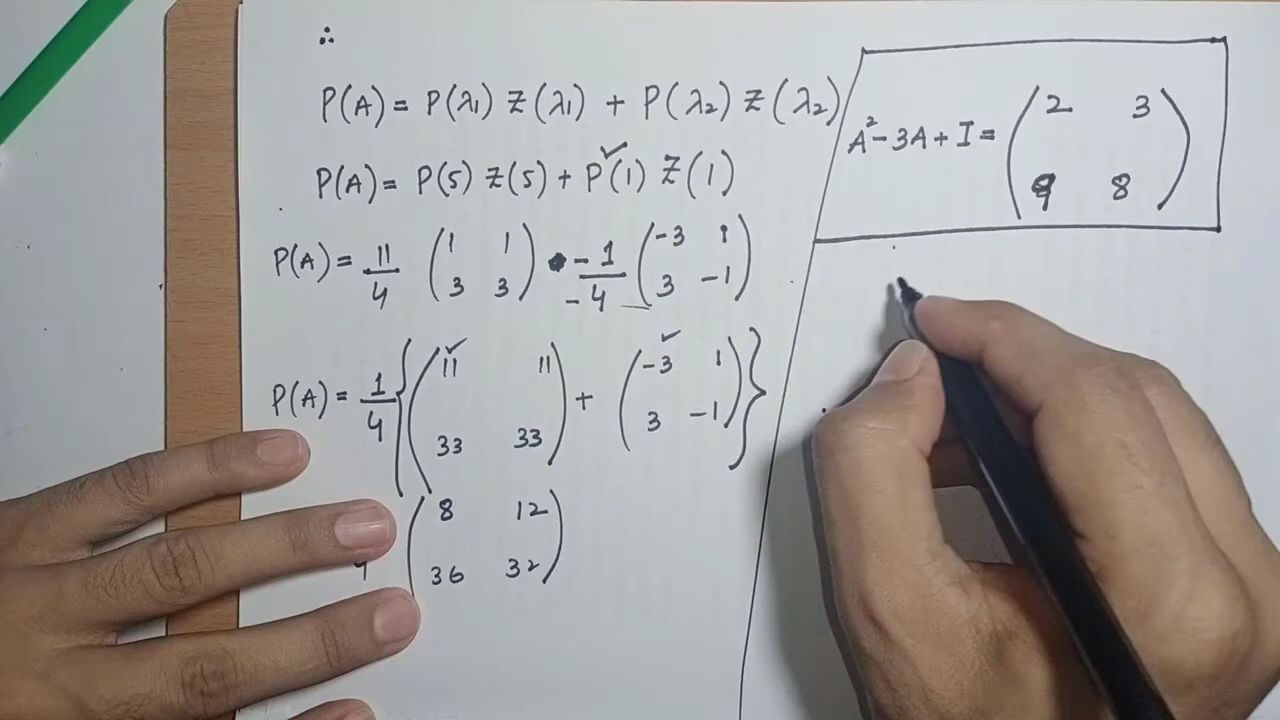 ∴
P(A) = P(λ₁) Z(λ₁) + P(λ₂) Z(λ₂)
P(A) = P(5) Z(5) + P(1) Z(1)
P(A) = 11/4 (1 1; 3 3) - 1/-4 (-3 1; 3 -1)
P(A) = 1/4 { (11 11; 33 33) + (-3 1; 3 -1) }
4 (8 12; 36 32)
A² - 3A + I = (2 3; 9 8)